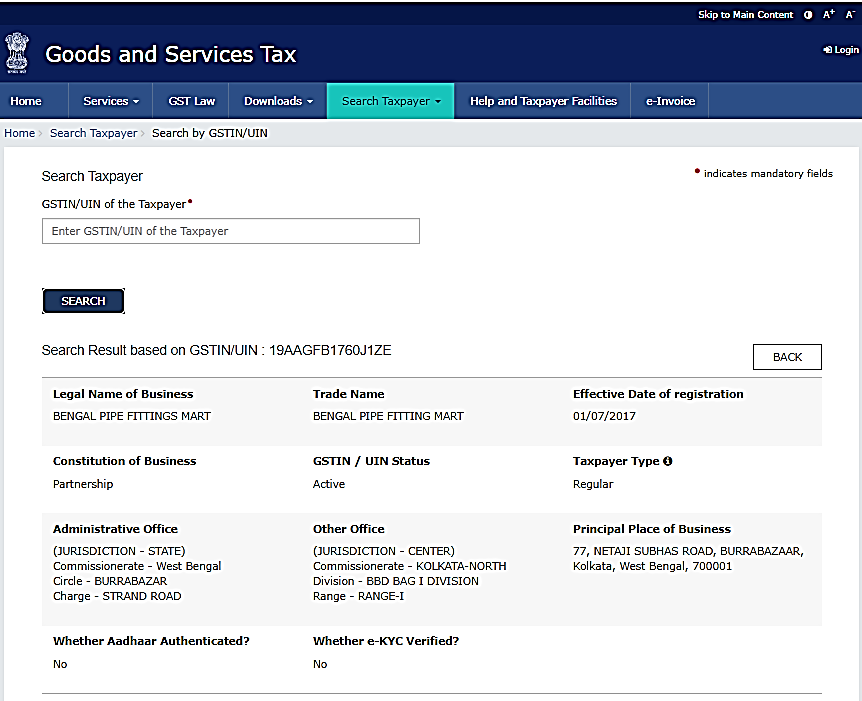 Skip to Main Content A+ A-
Goods and Services Tax
Login
Home Services GST Law Downloads Search Taxpayer Help and Taxpayer Facilities e-Invoice
Home › Search Taxpayer › Search by GSTIN/UIN
Search Taxpayer
• indicates mandatory fields
GSTIN/UIN of the Taxpayer•
Enter GSTIN/UIN of the Taxpayer
SEARCH
Search Result based on GSTIN/UIN : 19AAGFB1760J1ZE
BACK
Legal Name of Business
BENGAL PIPE FITTINGS MART
Trade Name
BENGAL PIPE FITTING MART
Effective Date of registration
01/07/2017
Constitution of Business
Partnership
GSTIN / UIN Status
Active
Taxpayer Type
Regular
Administrative Office
(JURISDICTION - STATE)
Commissionerate - West Bengal
Circle - BURRABAZAR
Charge - STRAND ROAD
Other Office
(JURISDICTION - CENTER)
Commissionerate - KOLKATA-NORTH
Division - BBD BAG I DIVISION
Range - RANGE-I
Principal Place of Business
77, NETAJI SUBHAS ROAD, BURRABAZAAR,
Kolkata, West Bengal, 700001
Whether Aadhaar Authenticated?
No
Whether e-KYC Verified?
No